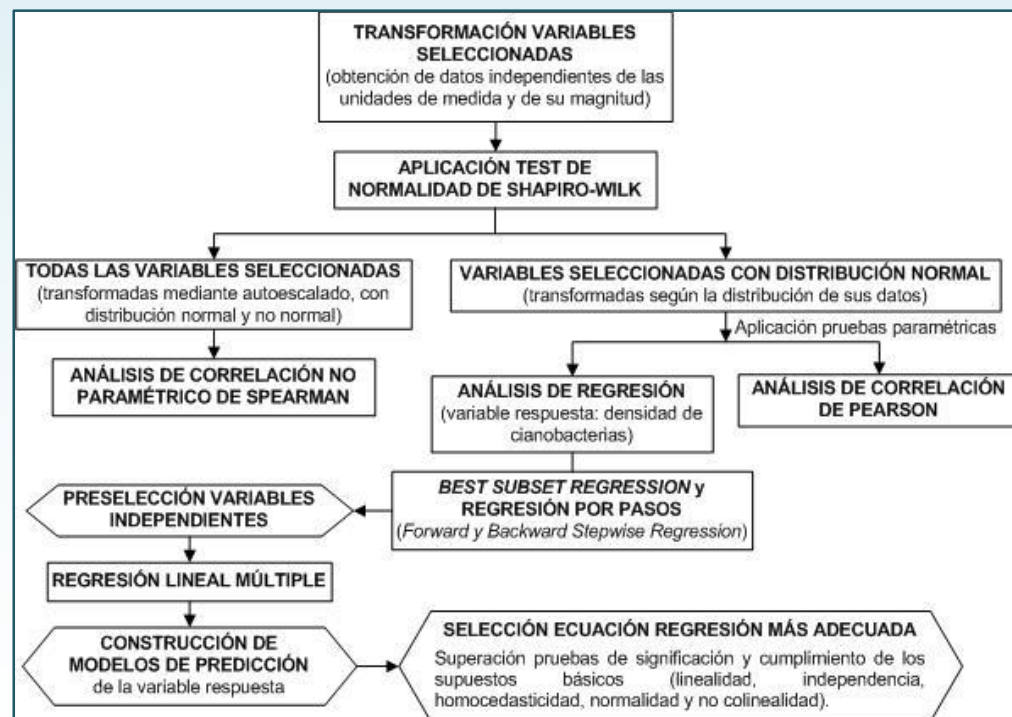 TRANSFORMACIÓN VARIABLES
SELECCIONADAS
(obtención de datos independientes de las
unidades de medida y de su magnitud)
APLICACIÓN TEST DE
NORMALIDAD DE SHAPIRO-WILK
TODAS LAS VARIABLES SELECCIONADAS
(transformadas mediante autoescalado, con
distribución normal y no normal)
VARIABLES SELECCIONADAS CON DISTRIBUCIÓN NORMAL
(transformadas según la distribución de sus datos)
Aplicación pruebas paramétricas
ANÁLISIS DE CORRELACIÓN NO
PARAMÉTRICO DE SPEARMAN
ANÁLISIS DE REGRESIÓN
(variable respuesta: densidad de
cianobacterias)
ANÁLISIS DE CORRELACIÓN
DE PEARSON
BEST SUBSET REGRESSION y
REGRESIÓN POR PASOS
(Forward y Backward Stepwise Regression)
PRESELECCIÓN VARIABLES
INDEPENDIENTES
REGRESIÓN LINEAL MÚLTIPLE
CONSTRUCCIÓN DE
MODELOS DE PREDICCIÓN
de la variable respuesta
SELECCIÓN ECUACIÓN REGRESIÓN MÁS ADECUADA
Superación pruebas de significación y cumplimiento de los
supuestos básicos (linealidad, independencia,
homocedasticidad, normalidad y no colinealidad).